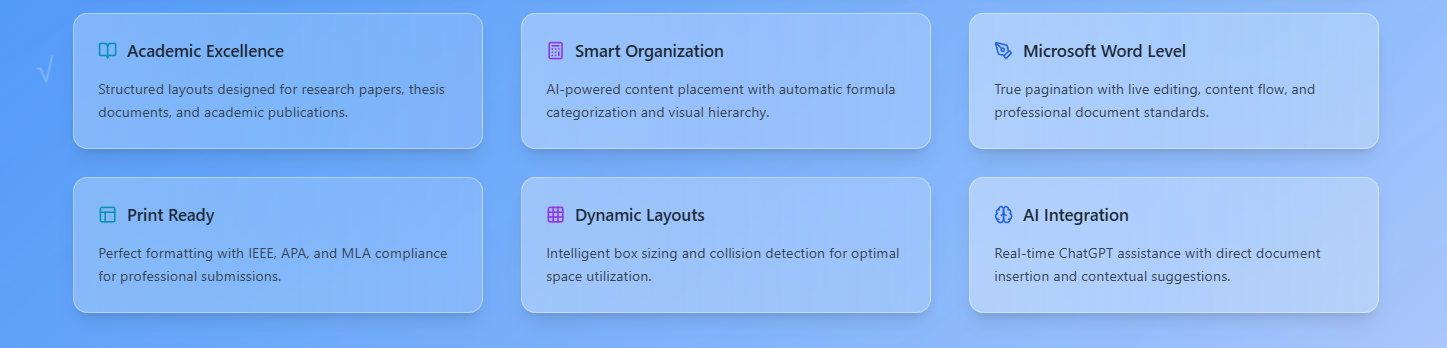 Academic Excellence
Structured layouts designed for research papers, thesis
documents, and academic publications.
Smart Organization
AI-powered content placement with automatic formula
categorization and visual hierarchy.
Microsoft Word Level
True pagination with live editing, content flow, and
professional document standards.
√
Print Ready
Perfect formatting with IEEE, APA, and MLA compliance
for professional submissions.
Dynamic Layouts
Intelligent box sizing and collision detection for optimal
space utilization.
AI Integration
Real-time ChatGPT assistance with direct document
insertion and contextual suggestions.